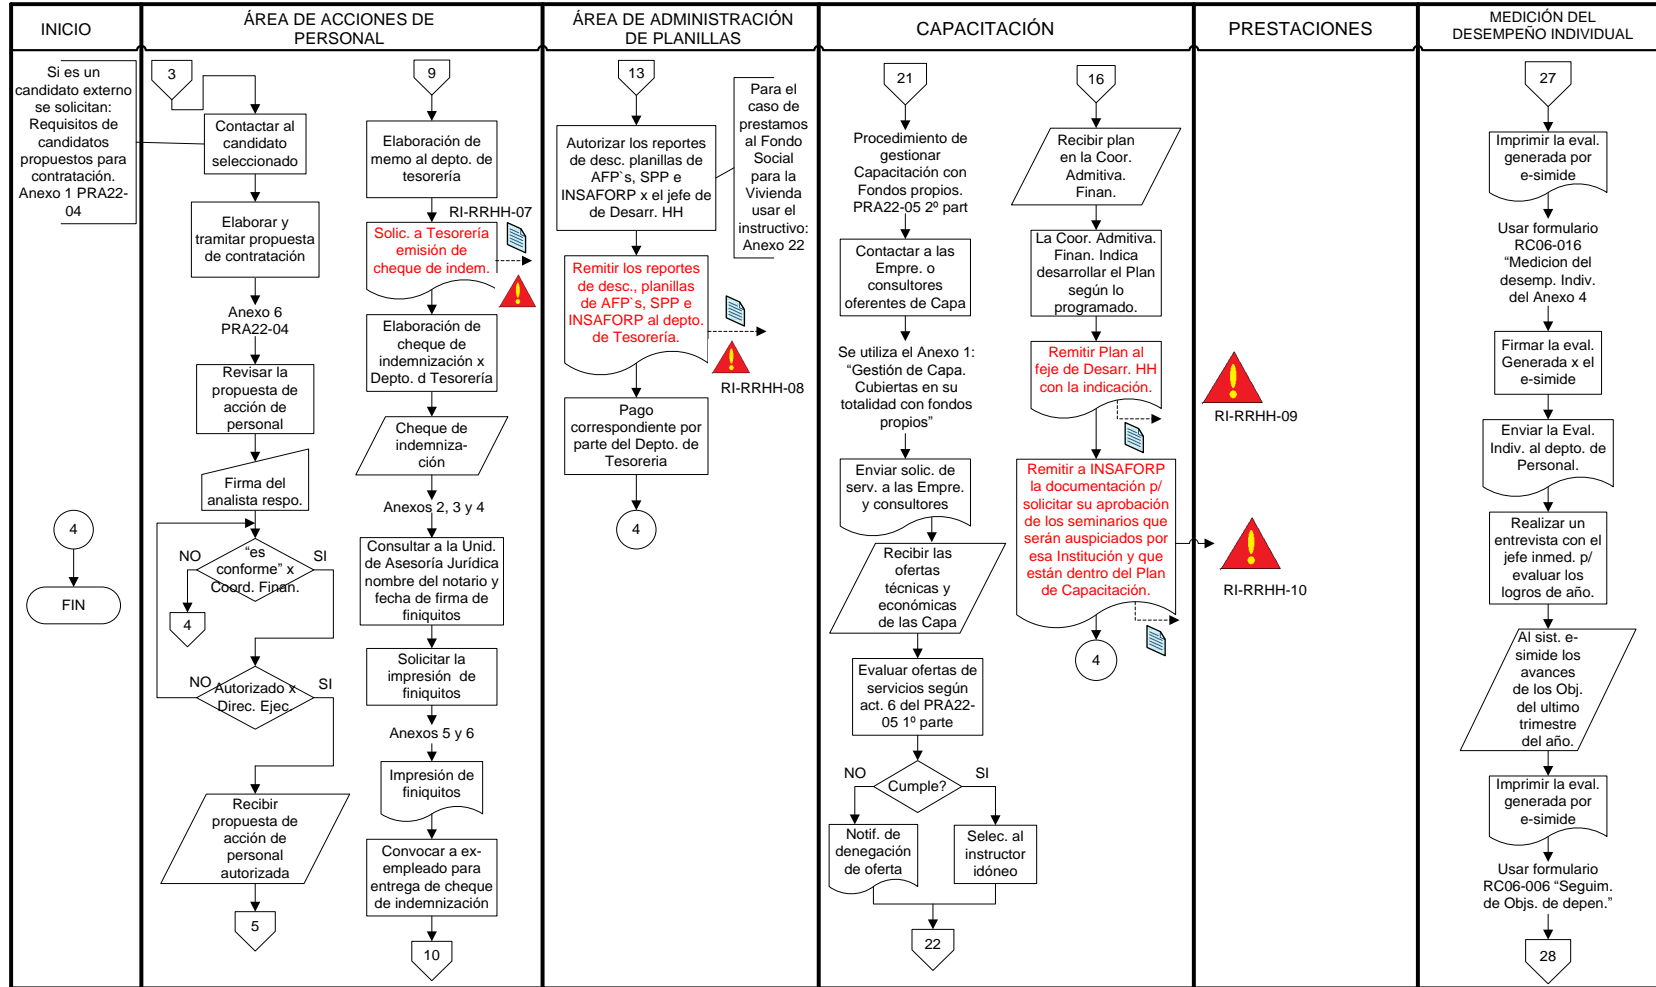 INICIO
ÁREA DE ACCIONES DE
PERSONAL
ÁREA DE ADMINISTRACIÓN
DE PLANILLAS
CAPACITACIÓN
PRESTACIONES
MEDICIÓN DEL
DESEMPEÑO INDIVIDUAL
Si es un
candidato externo
se solicitan:
Requisitos de
candidatos
propuestos para
contratación.
Anexo 1 PRA22-
04
4
FIN
3
Contactar al
candidato
seleccionado
Elaborar y
tramitar propuesta
de contratación
Anexo 6
PRA22-04
Revisar la
propuesta de
acción de
personal
Firma del
analista respo.
NO
"es
conforme" x
Coord. Finan.
SI
4
NO
Autorizado x
Direc. Ejec.
SI
Recibir
propuesta de
acción de
personal
autorizada
5
9
Elaboración de
memo al depto. de
tesorería
RI-RRHH-07
Solic. a Tesorería
emisión de
cheque de indem.
Elaboración de
cheque de
indemnización x
Depto. d Tesorería
Cheque de
indemniza-
ción
Anexos 2, 3 y 4
Consultar a la Unid.
de Asesoría Jurídica
nombre del notario y
fecha de firma de
finiquitos
Solicitar la
impresión de
finiquitos
Anexos 5 y 6
Impresión de
finiquitos
Convocar a ex-
empleado para
entrega de cheque
de indemnización
10
13
Autorizar los reportes
de desc. planillas de
AFP`s, SPP e
INSAFORP x el jefe de
de Desarr. HH
Para el
caso de
prestamos
al Fondo
Social
para la
Vivienda
usar el
instructivo:
Anexo 22
Remitir los reportes
de desc., planillas
de AFP`s, SPP e
INSAFORP al depto.
de Tesorería.
RI-RRHH-08
Pago
correspondiente por
parte del Depto. de
Tesoreria
4
21
Procedimiento de
gestionar
Capacitación con
Fondos propios.
PRA22-05 2º part
Contactar a las
Empre. o
consultores
oferentes de Capa
Se utiliza el Anexo 1:
"Gestión de Capa.
Cubiertas en su
totalidad con fondos
propios"
Enviar solic. de
serv. a las Empre.
y consultores
Recibir las
ofertas
técnicas y
económicas
de las Capa
Evaluar ofertas de
servicios según
act. 6 del PRA22-
05 1º parte
NO
Cumple?
SI
Notif. de
denegación
de oferta
Selec. al
instructor
idóneo
22
16
Recibir plan
en la Coor.
Admitiva.
Finan.
La Coor. Admitiva.
Finan. Indica
desarrollar el Plan
según lo
programado.
Remitir Plan al
feje de Desarr. HH
con la indicación.
Remitir a INSAFORP
la documentación p/
solicitar su aprobación
de los seminarios que
serán auspiciados por
esa Institución y que
están dentro del Plan
de Capacitación.
4
RI-RRHH-09
RI-RRHH-10
27
Imprimir la eval.
generada por
e-simide
Usar formulario
RC06-016
"Medicion del
desemp. Indiv.
del Anexo 4
Firmar la eval.
Generada x el
e-simide
Enviar la Eval.
Indiv. al depto. de
Personal.
Realizar un
entrevista con el
jefe inmed. p/
evaluar los
logros de año.
Al sist. e-
simide los
avances
de los Obj.
del ultimo
trimestre
del año.
Imprimir la eval.
generada por
e-simide
Usar formulario
RC06-006 "Seguim.
de Objs. de depen."
28